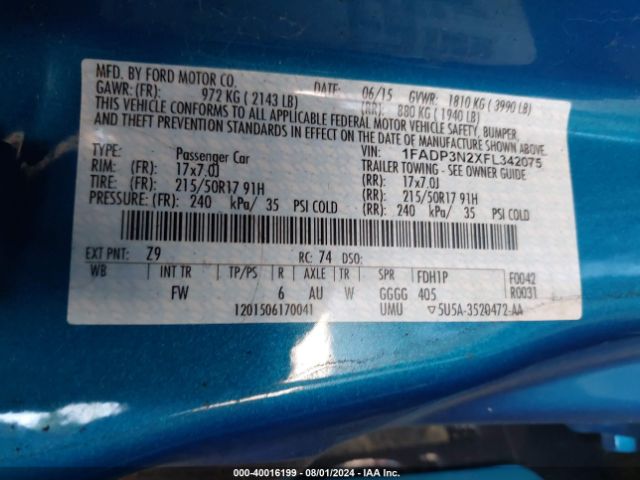 MFD. BY FORD MOTOR CO.
DATE: 06/15 GVWR: 1810 KG ( 3990 LB)
GAWR: (FR): 972 KG ( 2143 LB) (RR): 880 KG ( 1940 LB)
THIS VEHICLE CONFORMS TO ALL APPLICABLE FEDERAL MOTOR VEHICLE SAFETY, BUMPER,
AND THEFT PREVENTION STANDARDS IN EFFECT ON THE DATE OF MANUFACTURE SHOWN ABOVE.
VIN: 1FADP3N2XFL342075
TYPE: Passenger Car TRAILER TOWING - SEE OWNER GUIDE
RIM: (FR): 17x7.0J (RR): 17x7.0J
TIRE: (FR): 215/50R17 91H (RR): 215/50R17 91H
PRESSURE: (FR): 240 kPa/ 35 PSI COLD (RR): 240 kPa/ 35 PSI COLD
EXT PNT: Z9 RC: 74 DSO:
WB INT TR TP/PS R AXLE TR SPR FDH1P F0042
FW 6 AU W GGGG 405 R0031
1201506170041 UMU ▽5U5A-3520472-AA
000-40016199 - 08/01/2024 - IAA Inc.